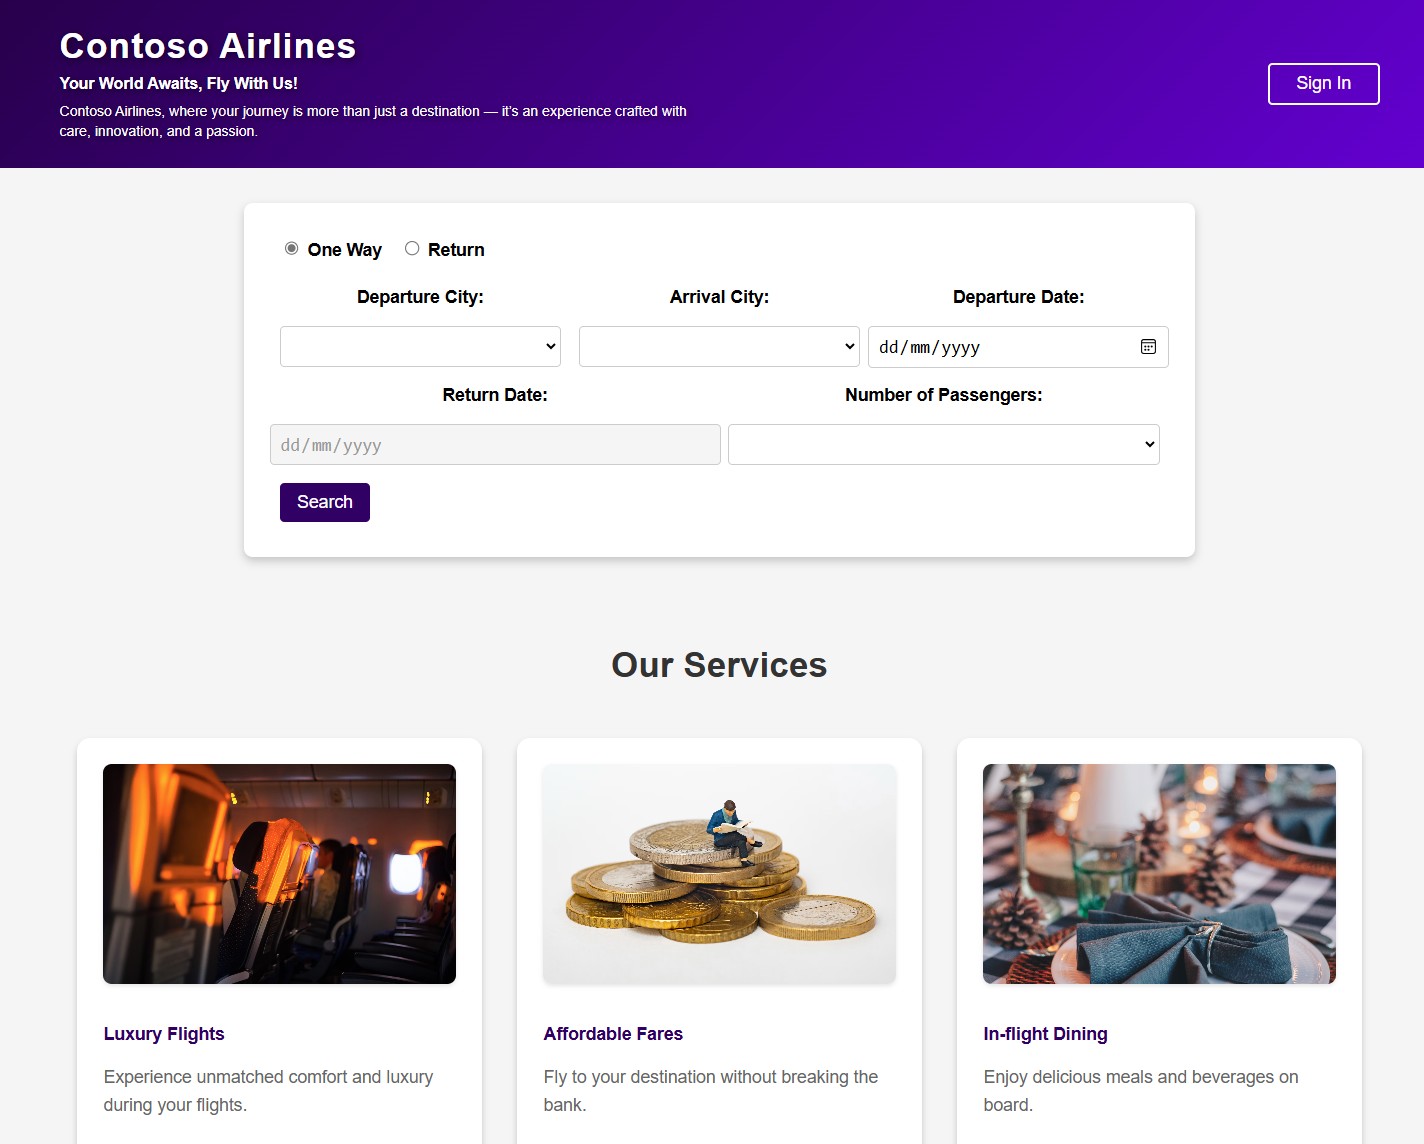 Contoso Airlines
Your World Awaits, Fly With Us!
Contoso Airlines, where your journey is more than just a destination — it's an experience crafted with
care, innovation, and a passion.
Sign In
One Way Return
Departure City: Arrival City: Departure Date:
dd/mm/yyyy
Return Date: Number of Passengers:
dd/mm/yyyy
Search
Our Services
Luxury Flights
Experience unmatched comfort and luxury
during your flights.
Affordable Fares
Fly to your destination without breaking the
bank.
In-flight Dining
Enjoy delicious meals and beverages on
board.